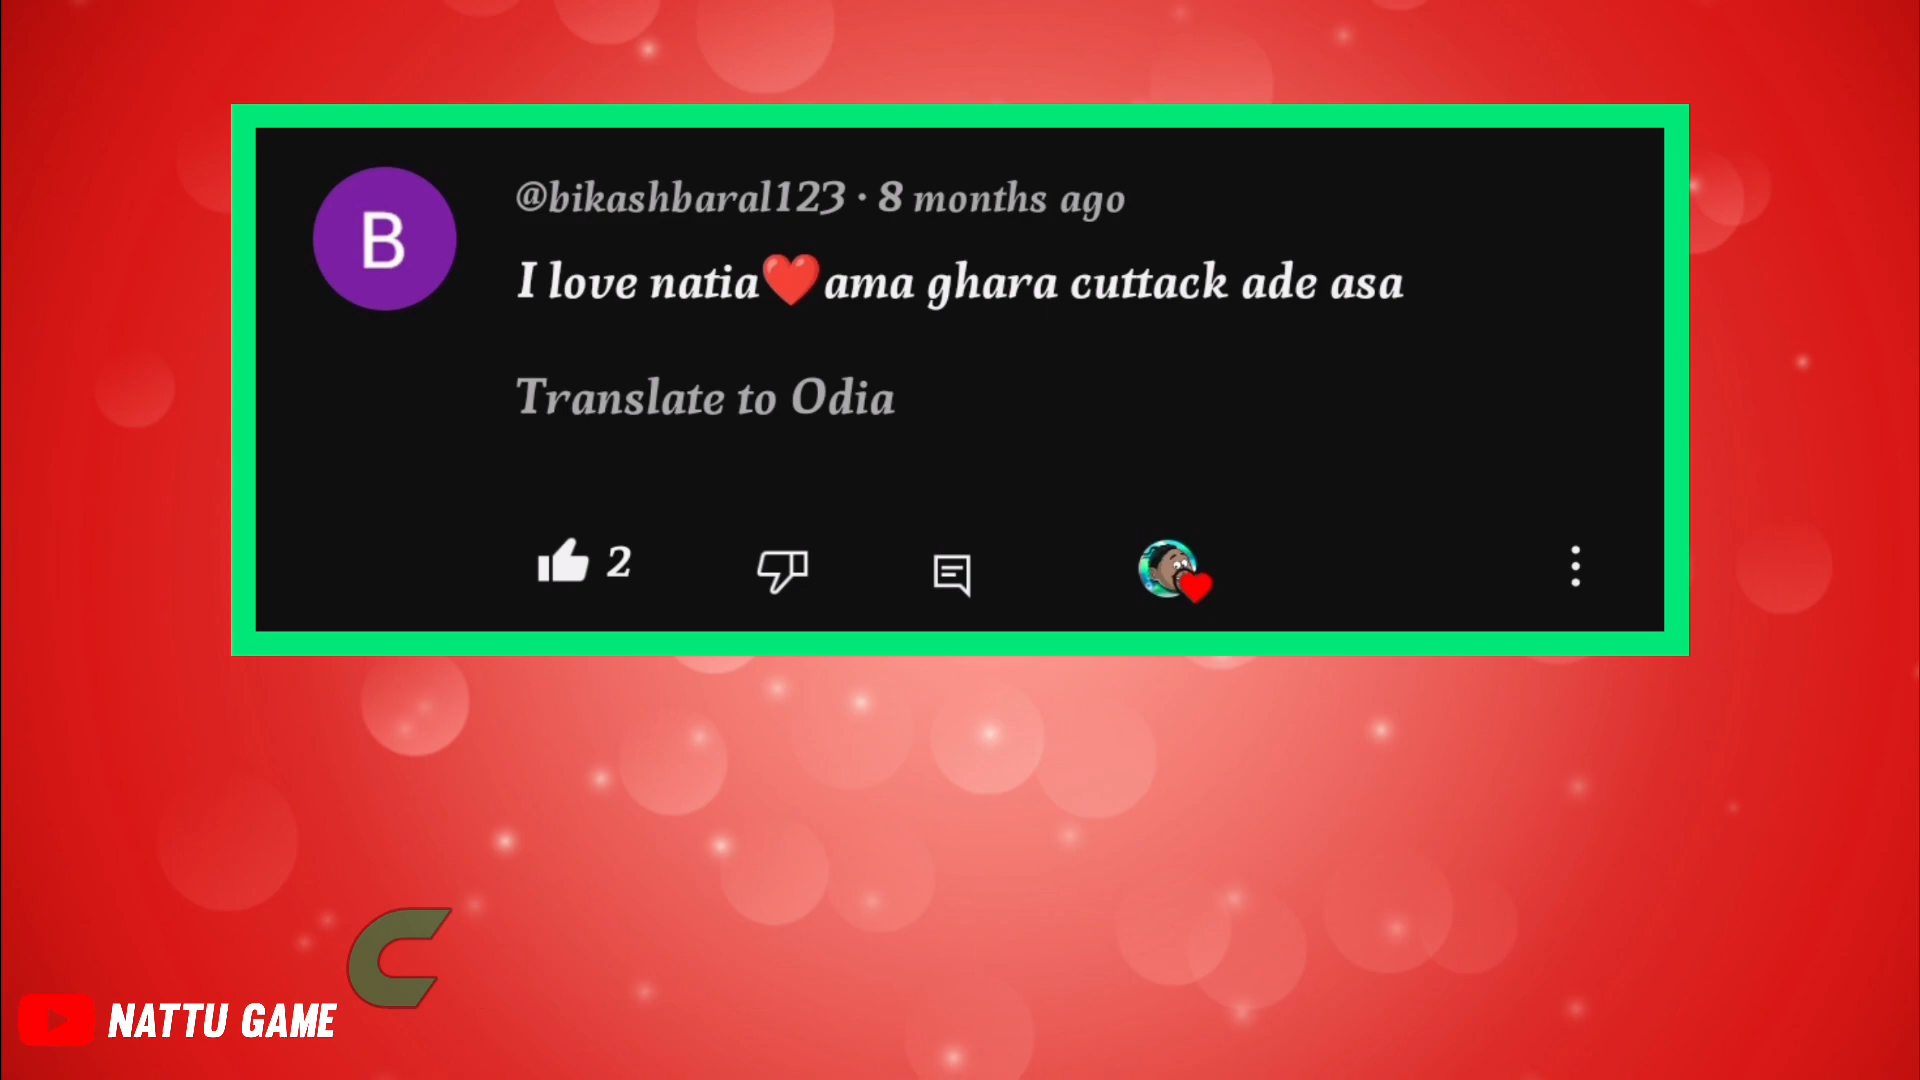 B
@bikashbaral123 · 8 months ago
I love natia❤️ama ghara cuttack ade asa
Translate to Odia
2
C
NATTU GAME